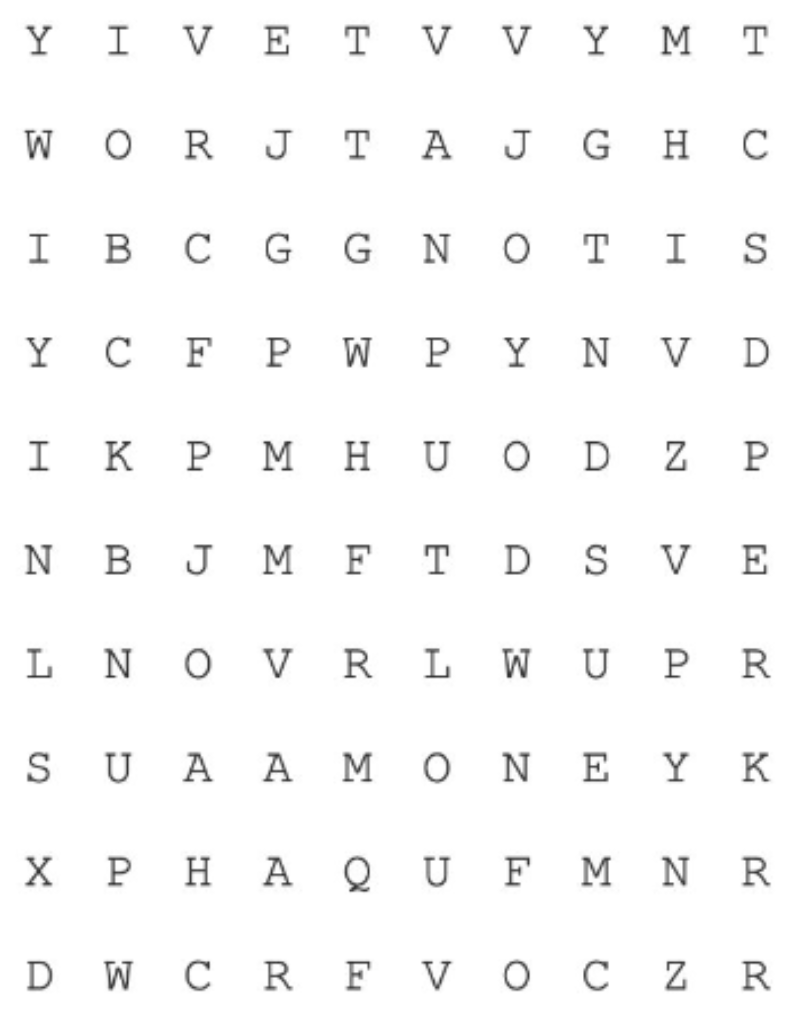 Y I V E T V V Y M T
W O R J T A J G H C
I B C G G N O T I S
Y C F P W P Y N V D
I K P M H U O D Z P
N B J M F T D S V E
L N O V R L W U P R
S U A A M O N E Y K
X P H A Q U F M N R
D W C R F V O C Z R